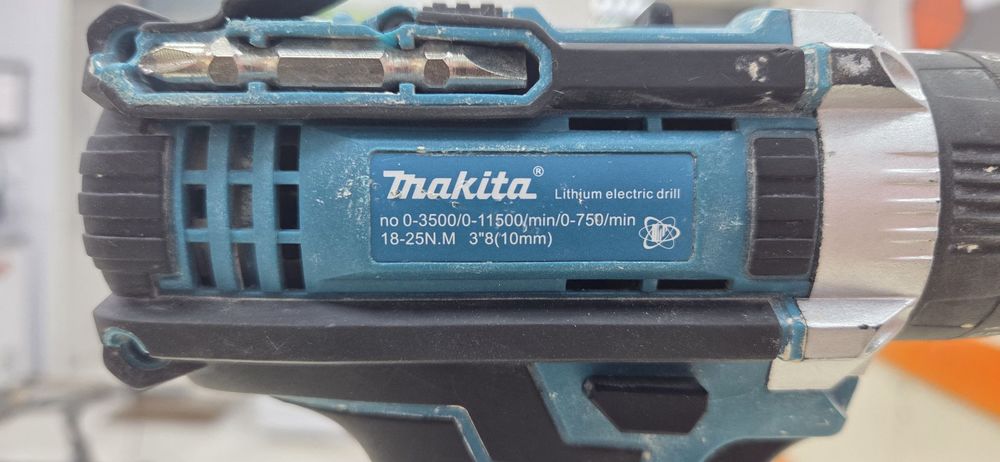 makita®
Lithium electric drill
no 0-3500/0-11500/min/0-750/min
18-25N.M 3"8(10mm)